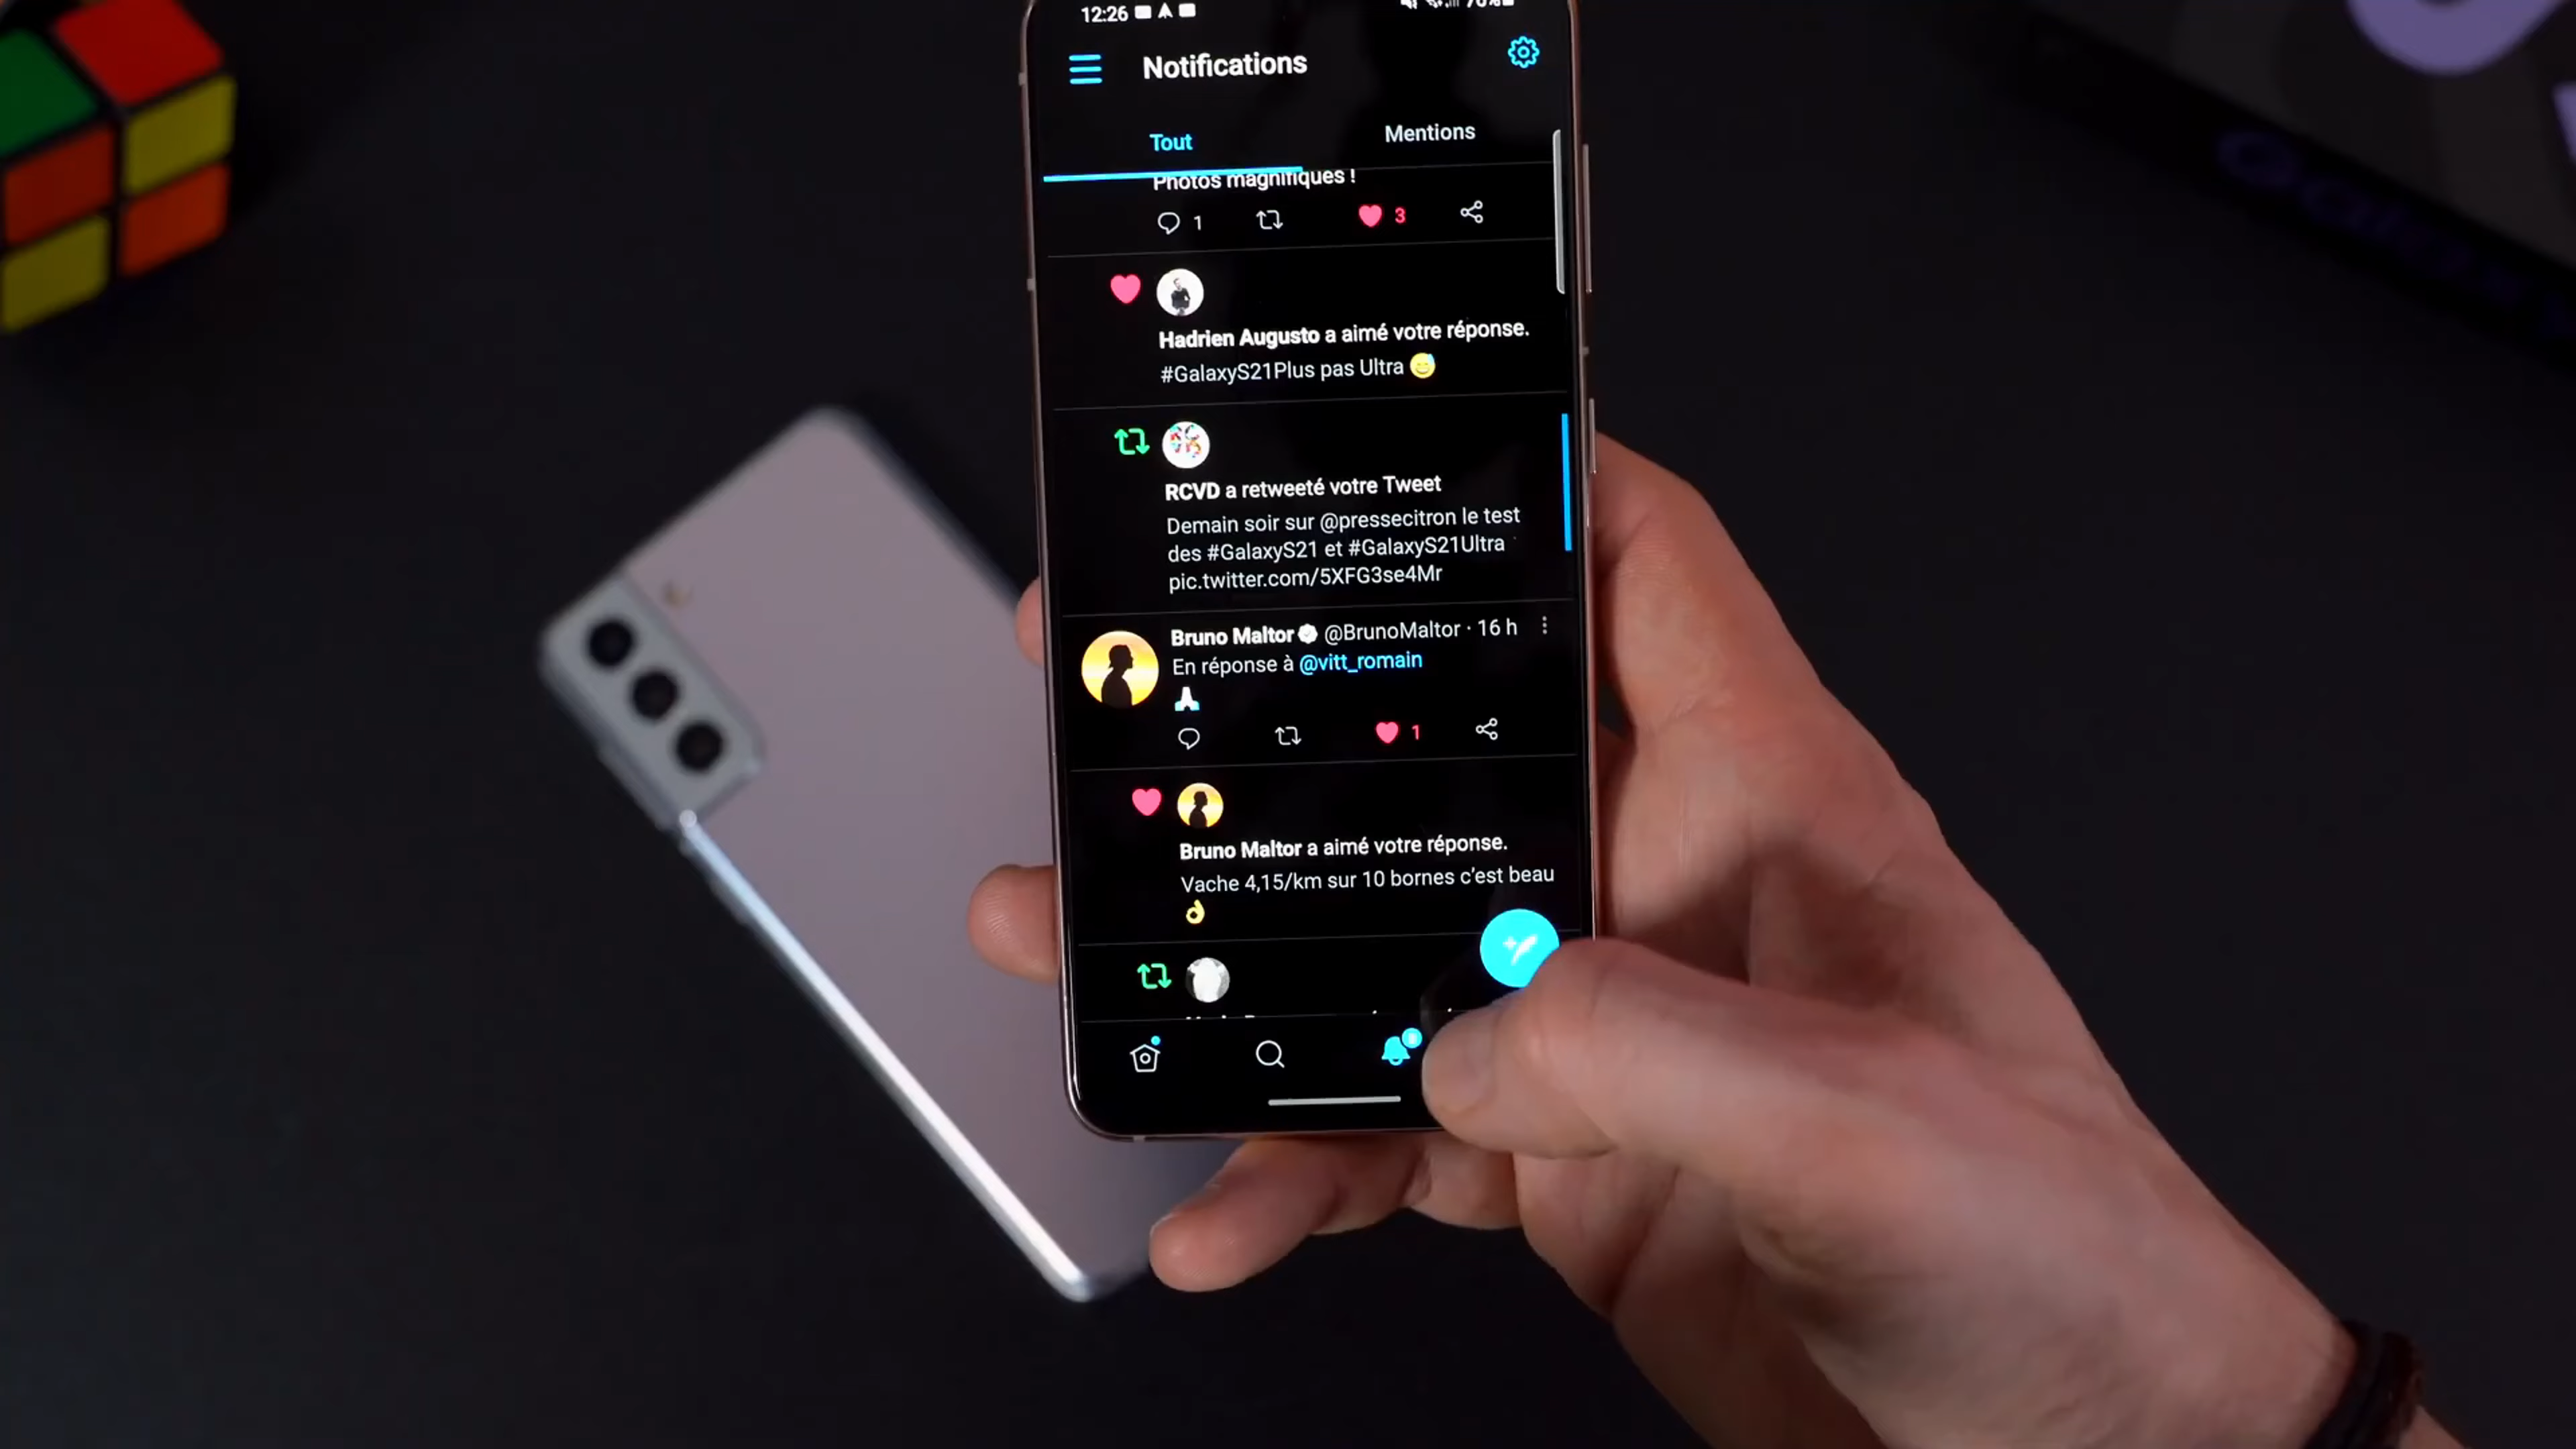 12:26
Notifications
Tout
Mentions
Photos magnifiques !
1
3
Hadrien Augusto a aimé votre réponse.
#GalaxyS21Plus pas Ultra 😅
RCVD a retweeté votre Tweet
Demain soir sur @pressecitron le test
des #GalaxyS21 et #GalaxyS21Ultra
pic.twitter.com/5XFG3se4Mr
Bruno Maltor @BrunoMaltor · 16 h
En réponse à @vitt_romain
🙏
1
Bruno Maltor a aimé votre réponse.
Vache 4,15/km sur 10 bornes c'est beau
👌